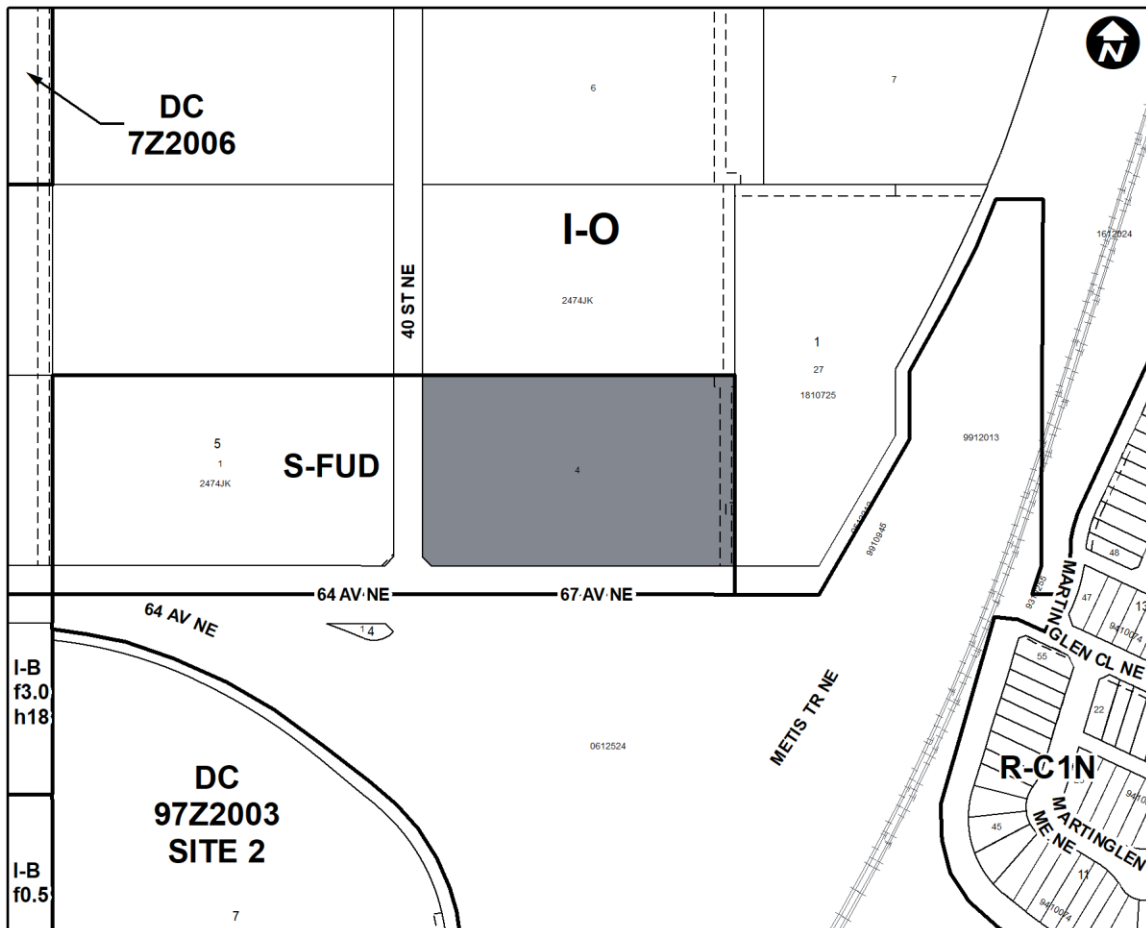 N
6
7
DC
7Z2006
I-O
1612024
40 ST NE
2474JK
1
27
1810725
9912013
5
1
2474JK
S-FUD
4
9910945
48
64 AV NE
67 AV NE
47
13
64 AV NE
1 4
9410074
MARTINGLEN CL NE
55
I-B
f3.0
h18
22
METIS TR NE
0612524
R-C1N
DC
97Z2003
SITE 2
45
MARTINGLEN
ME NE
I-B
f0.5
11
9410074
7